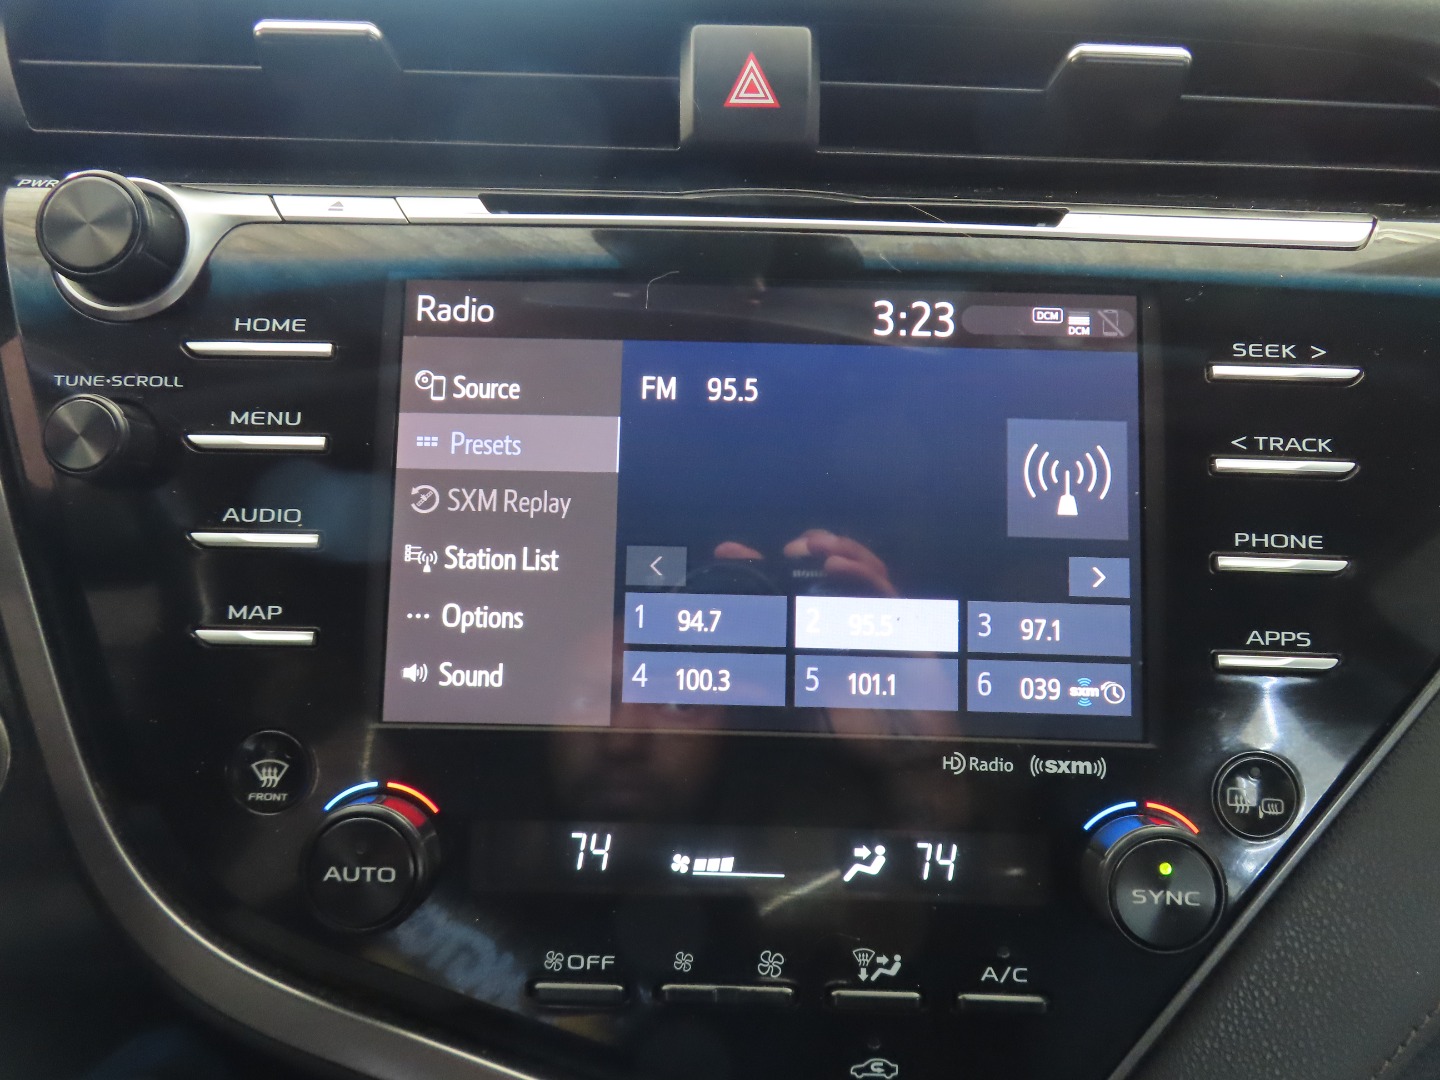 PWR
HOME
TUNE•SCROLL
MENU
AUDIO
MAP
Radio
3:23
DCM
DCM
Source
Presets
SXM Replay
Station List
Options
Sound
FM 95.5
<
>
1 94.7
2 95.5
3 97.1
4 100.3
5 101.1
6 039 sxm
SEEK >
< TRACK
PHONE
APPS
HD Radio ((sxm))
FRONT
AUTO
74
74
SYNC
OFF
A/C